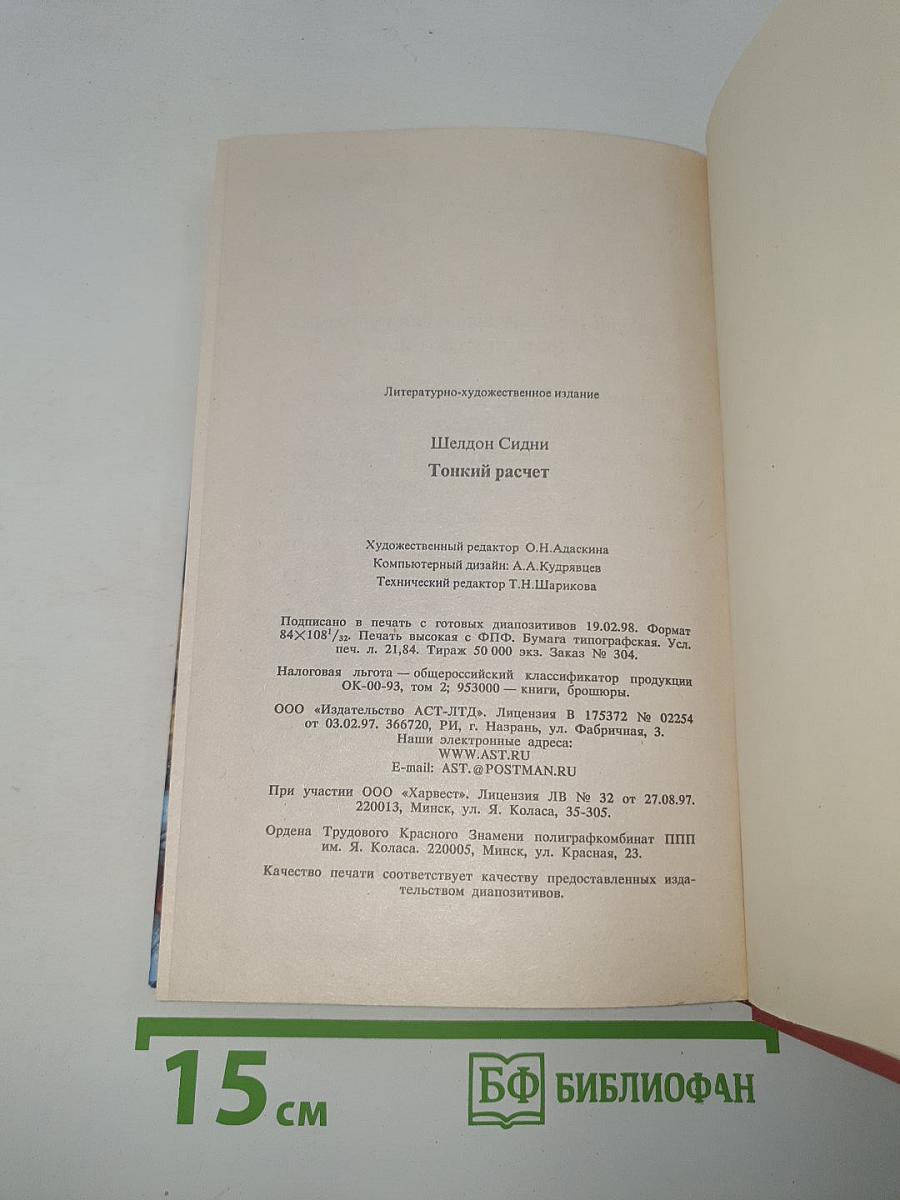 Литературно-художественное издание
Шелдон Сидни
Тонкий расчет
Художественный редактор О.Н.Адаскина
Компьютерный дизайн: А.А.Кудрявцев
Технический редактор Т.Н.Шарикова
Подписано в печать с готовых диапозитивов 19.02.98. Формат
84×108¹/₃₂. Печать высокая с ФПФ. Бумага типографская. Усл.
печ. л. 21,84. Тираж 50 000 экз. Заказ № 304.
Налоговая льгота — общероссийский классификатор продукции
ОК-00-93, том 2; 953000 — книги, брошюры.
ООО «Издательство АСТ-ЛТД». Лицензия В 175372 № 02254
от 03.02.97. 366720, РИ, г. Назрань, ул. Фабричная, 3.
Наши электронные адреса:
WWW.AST.RU
E-mail: AST.@POSTMAN.RU
При участии ООО «Харвест». Лицензия ЛВ № 32 от 27.08.97.
220013, Минск, ул. Я. Коласа, 35-305.
Ордена Трудового Красного Знамени полиграфкомбинат ППП
им. Я. Коласа. 220005, Минск, ул. Красная, 23.
Качество печати соответствует качеству предоставленных изда-
тельством диапозитивов.
15 см
БФ БИБЛИОФАН